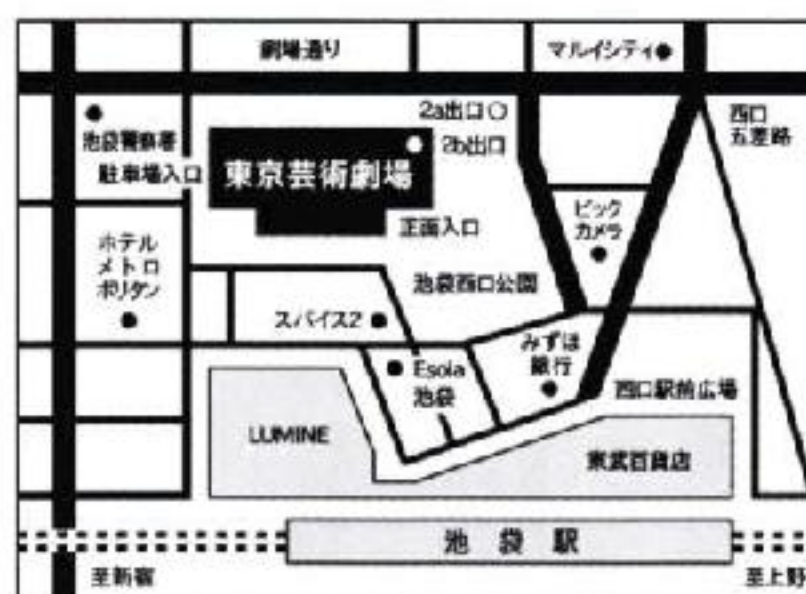 劇場通り
マルイシティ
2a出口
西口
五差路
池袋警察署
2b出口
駐車場入口
東京芸術劇場
ビック
カメラ
正面入口
ホテル
メトロ
ポリタン
池袋西口公園
スパイス2
みずほ
銀行
Esola
池袋
西口駅前広場
LUMINE
東武百貨店
池袋駅
至新宿
至上野